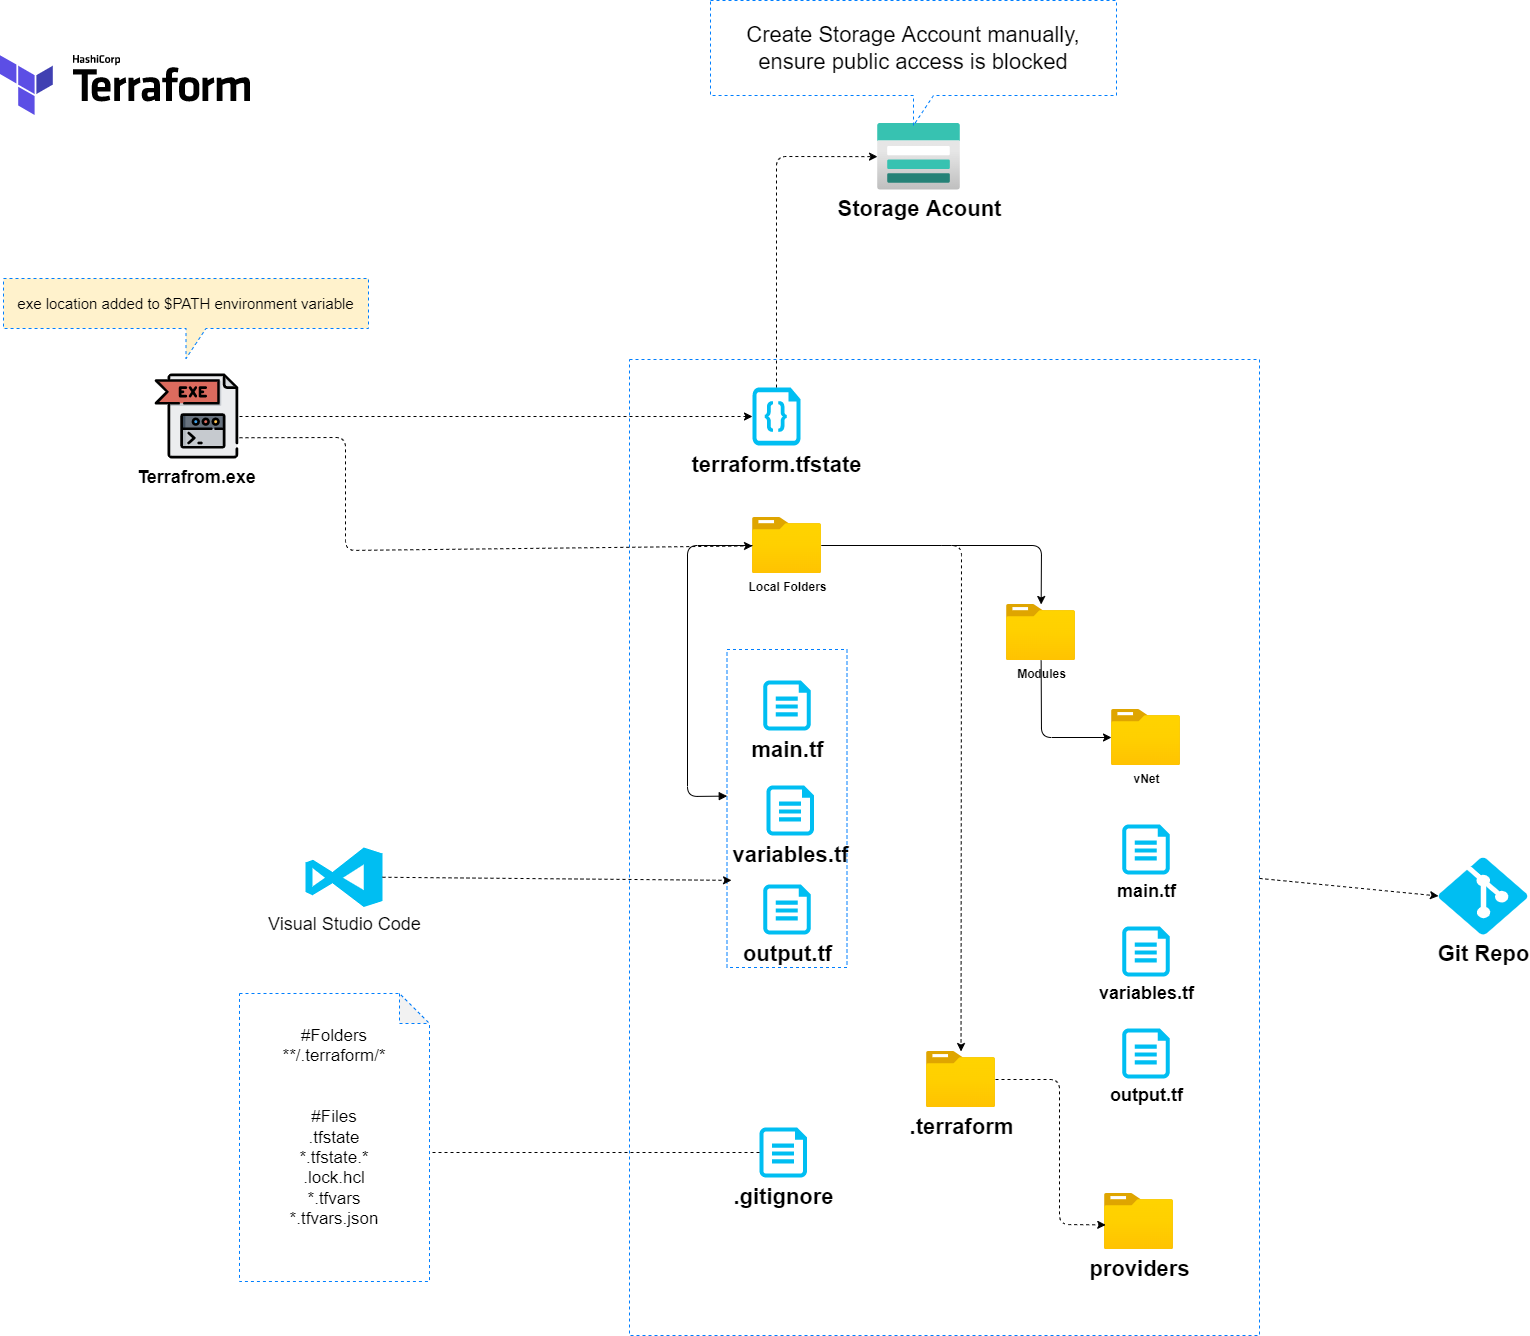 Create Storage Account manually,
ensure public access is blocked
HashiCorp
Terraform
Storage Acount
exe location added to $PATH environment variable
EXE
Terrafrom.exe
terraform.tfstate
Local Folders
Modules
vNet
main.tf
variables.tf
output.tf
main.tf
variables.tf
output.tf
Visual Studio Code
Git Repo
#Folders
**/.terraform/*
#Files
.tfstate
*.tfstate.*
.lock.hcl
*.tfvars
*.tfvars.json
.gitignore
.terraform
providers